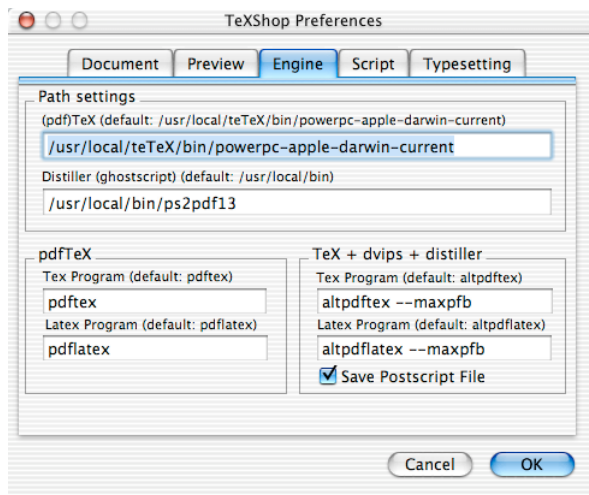 TeXShop Preferences
Document Preview Engine Script Typesetting
Path settings
(pdf)TeX (default: /usr/local/teTeX/bin/powerpc-apple-darwin-current)
/usr/local/teTeX/bin/powerpc-apple-darwin-current
Distiller (ghostscript) (default: /usr/local/bin)
/usr/local/bin/ps2pdf13
pdfTeX
Tex Program (default: pdftex)
pdftex
Latex Program (default: pdflatex)
pdflatex
TeX + dvips + distiller
Tex Program (default: altpdftex)
altpdftex --maxpfb
Latex Program (default: altpdflatex)
altpdflatex --maxpfb
Save Postscript File
Cancel OK